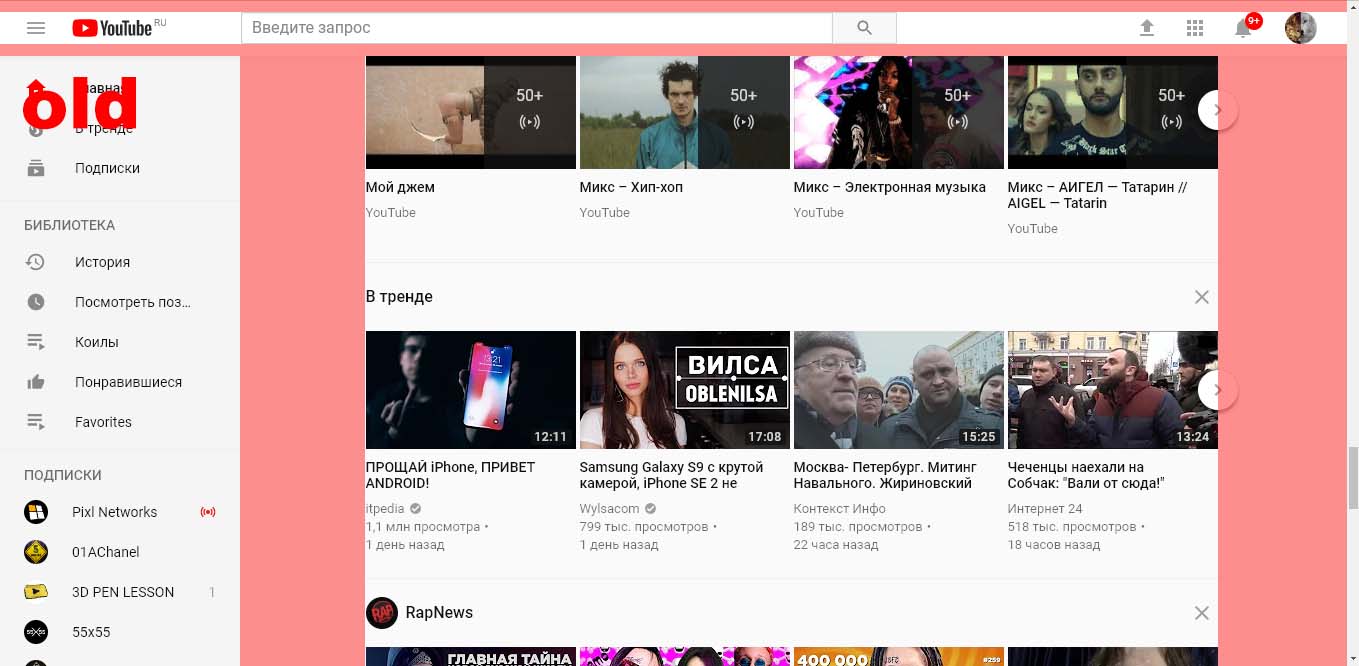 YouTube RU
Введите запрос
9+
old
Главная
В тренде
Подписки
БИБЛИОТЕКА
История
Посмотреть поз...
Коилы
Понравившиеся
Favorites
ПОДПИСКИ
Pixl Networks
01AChanel
3D PEN LESSON 1
55x55
50+
50+
50+
50+
Мой джем
YouTube
Микс – Хип-хоп
YouTube
Микс – Электронная музыка
YouTube
Микс – АИГЕЛ — Татарин //
AIGEL — Tatarin
YouTube
В тренде
12:11
ПРОЩАЙ iPhone, ПРИВЕТ
ANDROID!
itpedia
1,1 млн просмотра •
1 день назад
ВИЛСА
OBLENILSA
17:08
Samsung Galaxy S9 с крутой
камерой, iPhone SE 2 не
Wylsacom
799 тыс. просмотров •
1 день назад
15:25
Москва- Петербург. Митинг
Навального. Жириновский
Контекст Инфо
189 тыс. просмотров •
22 часа назад
Black Star
13:24
Чеченцы наехали на
Собчак: "Вали от сюда!"
Интернет 24
518 тыс. просмотров •
18 часов назад
RAP
RapNews
ГЛАВНАЯ ТАЙНА
400 000
#259